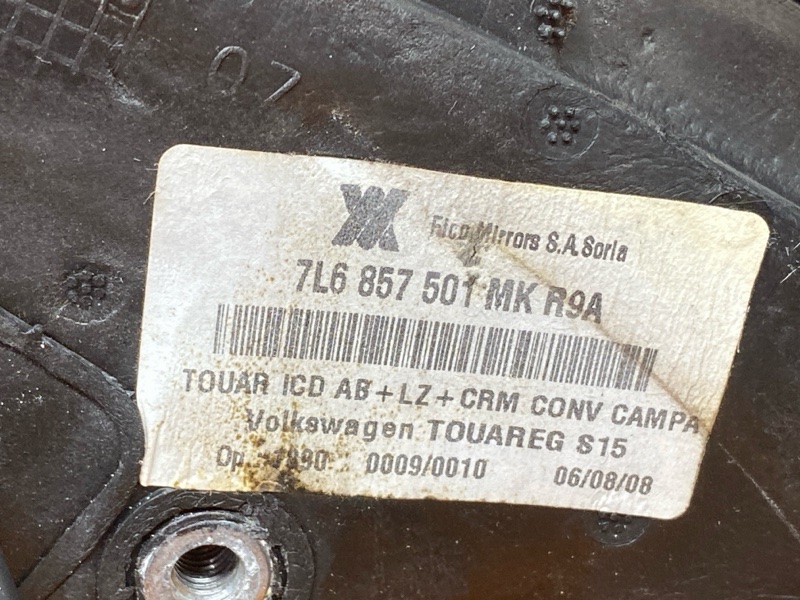 07
Fico Mirrors S.A. Soria
7L6 857 501 MK R9A
TOUAR ICD AB+LZ+CRM CONV CAMPA
Volkswagen TOUAREG S15
Op. 0009/0010 06/08/08